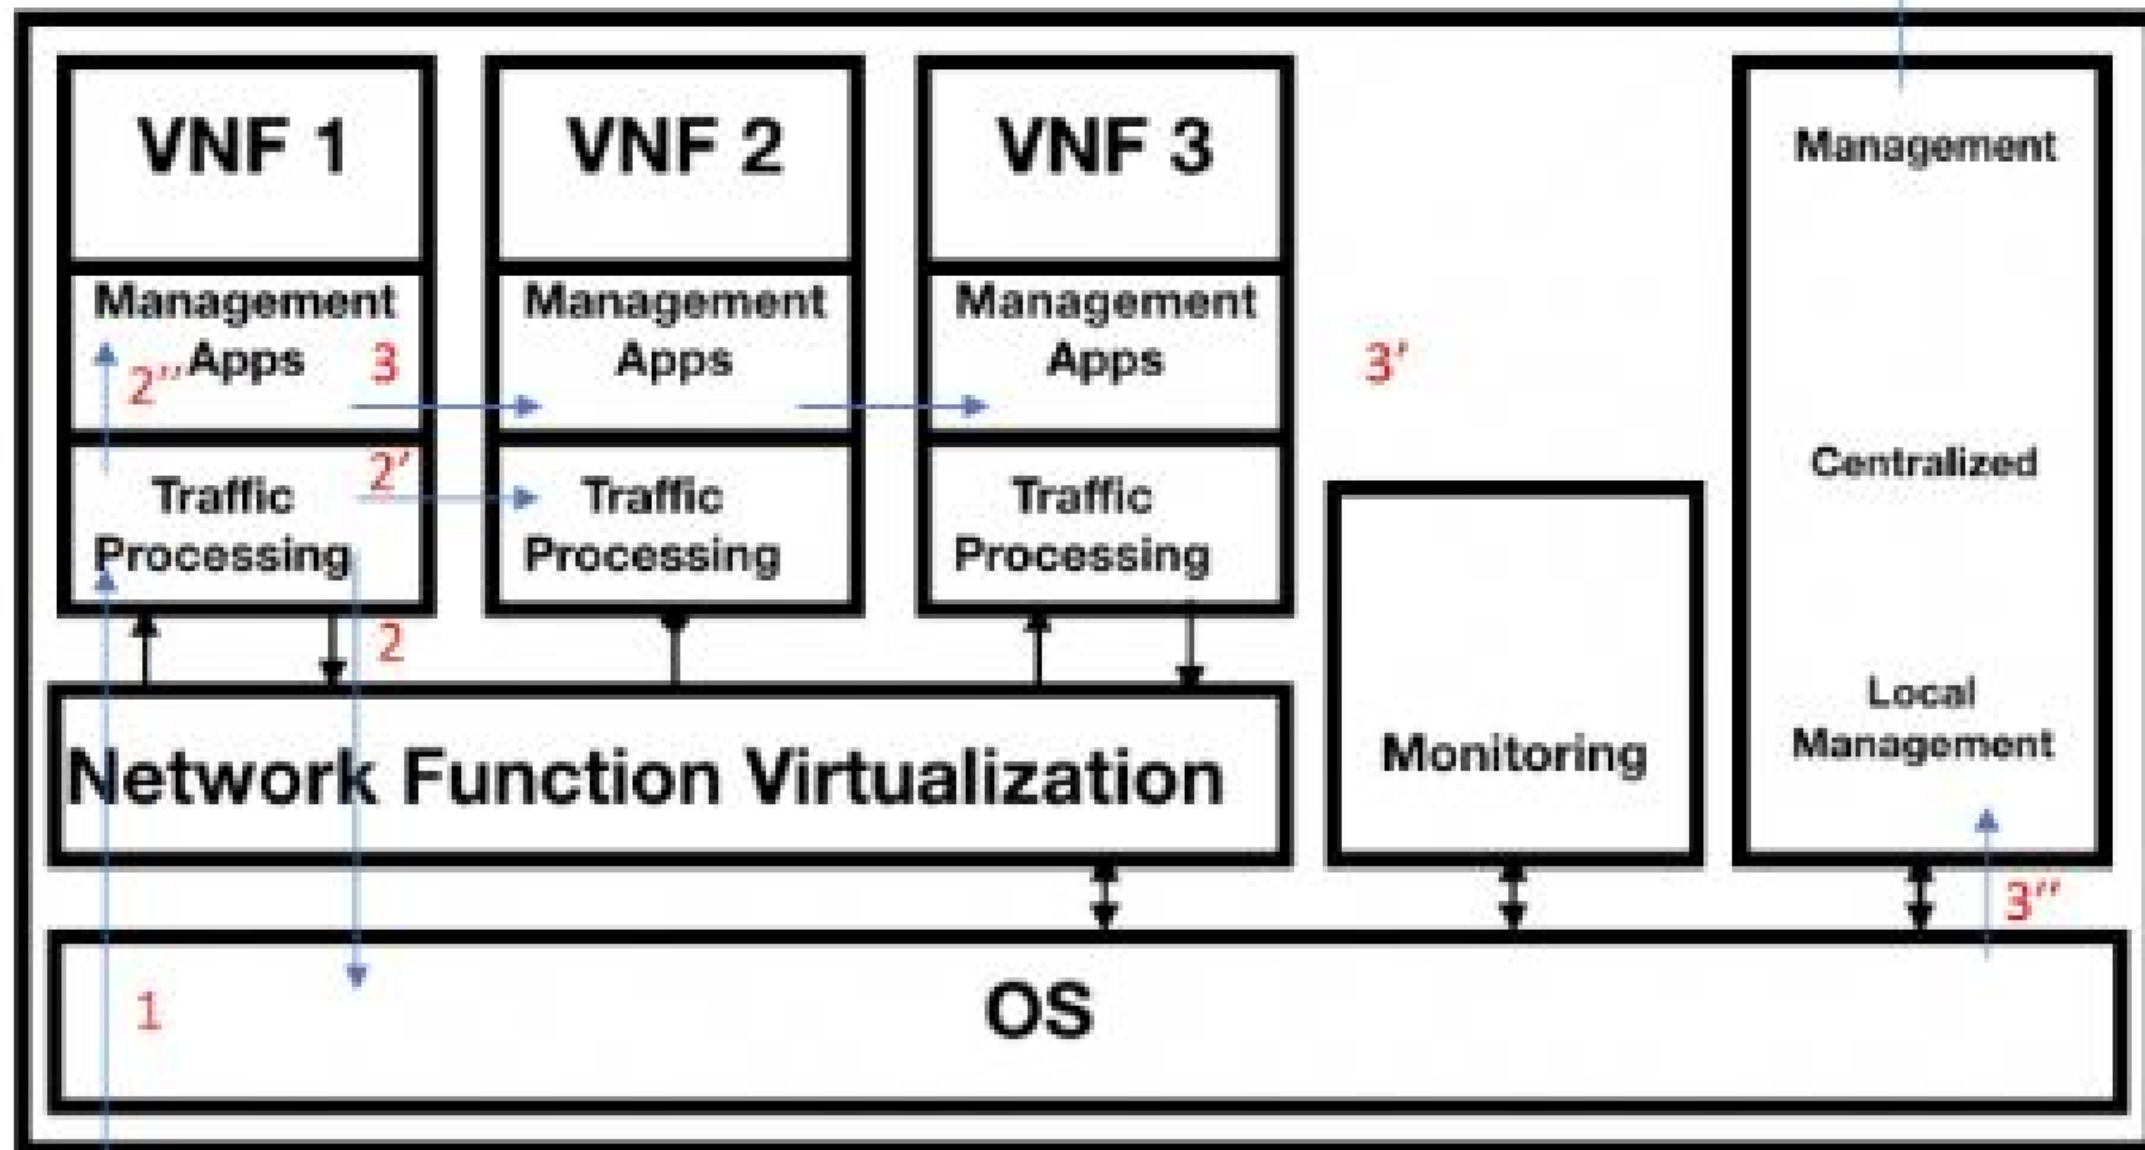 VNF 1
VNF 2
VNF 3
Management
Management
Apps
Management
Apps
Management
Apps
2''
3
3'
2'
Traffic
Processing
Traffic
Processing
Traffic
Processing
Centralized
2
Local
Management
Network Function Virtualization
Monitoring
3''
1
OS